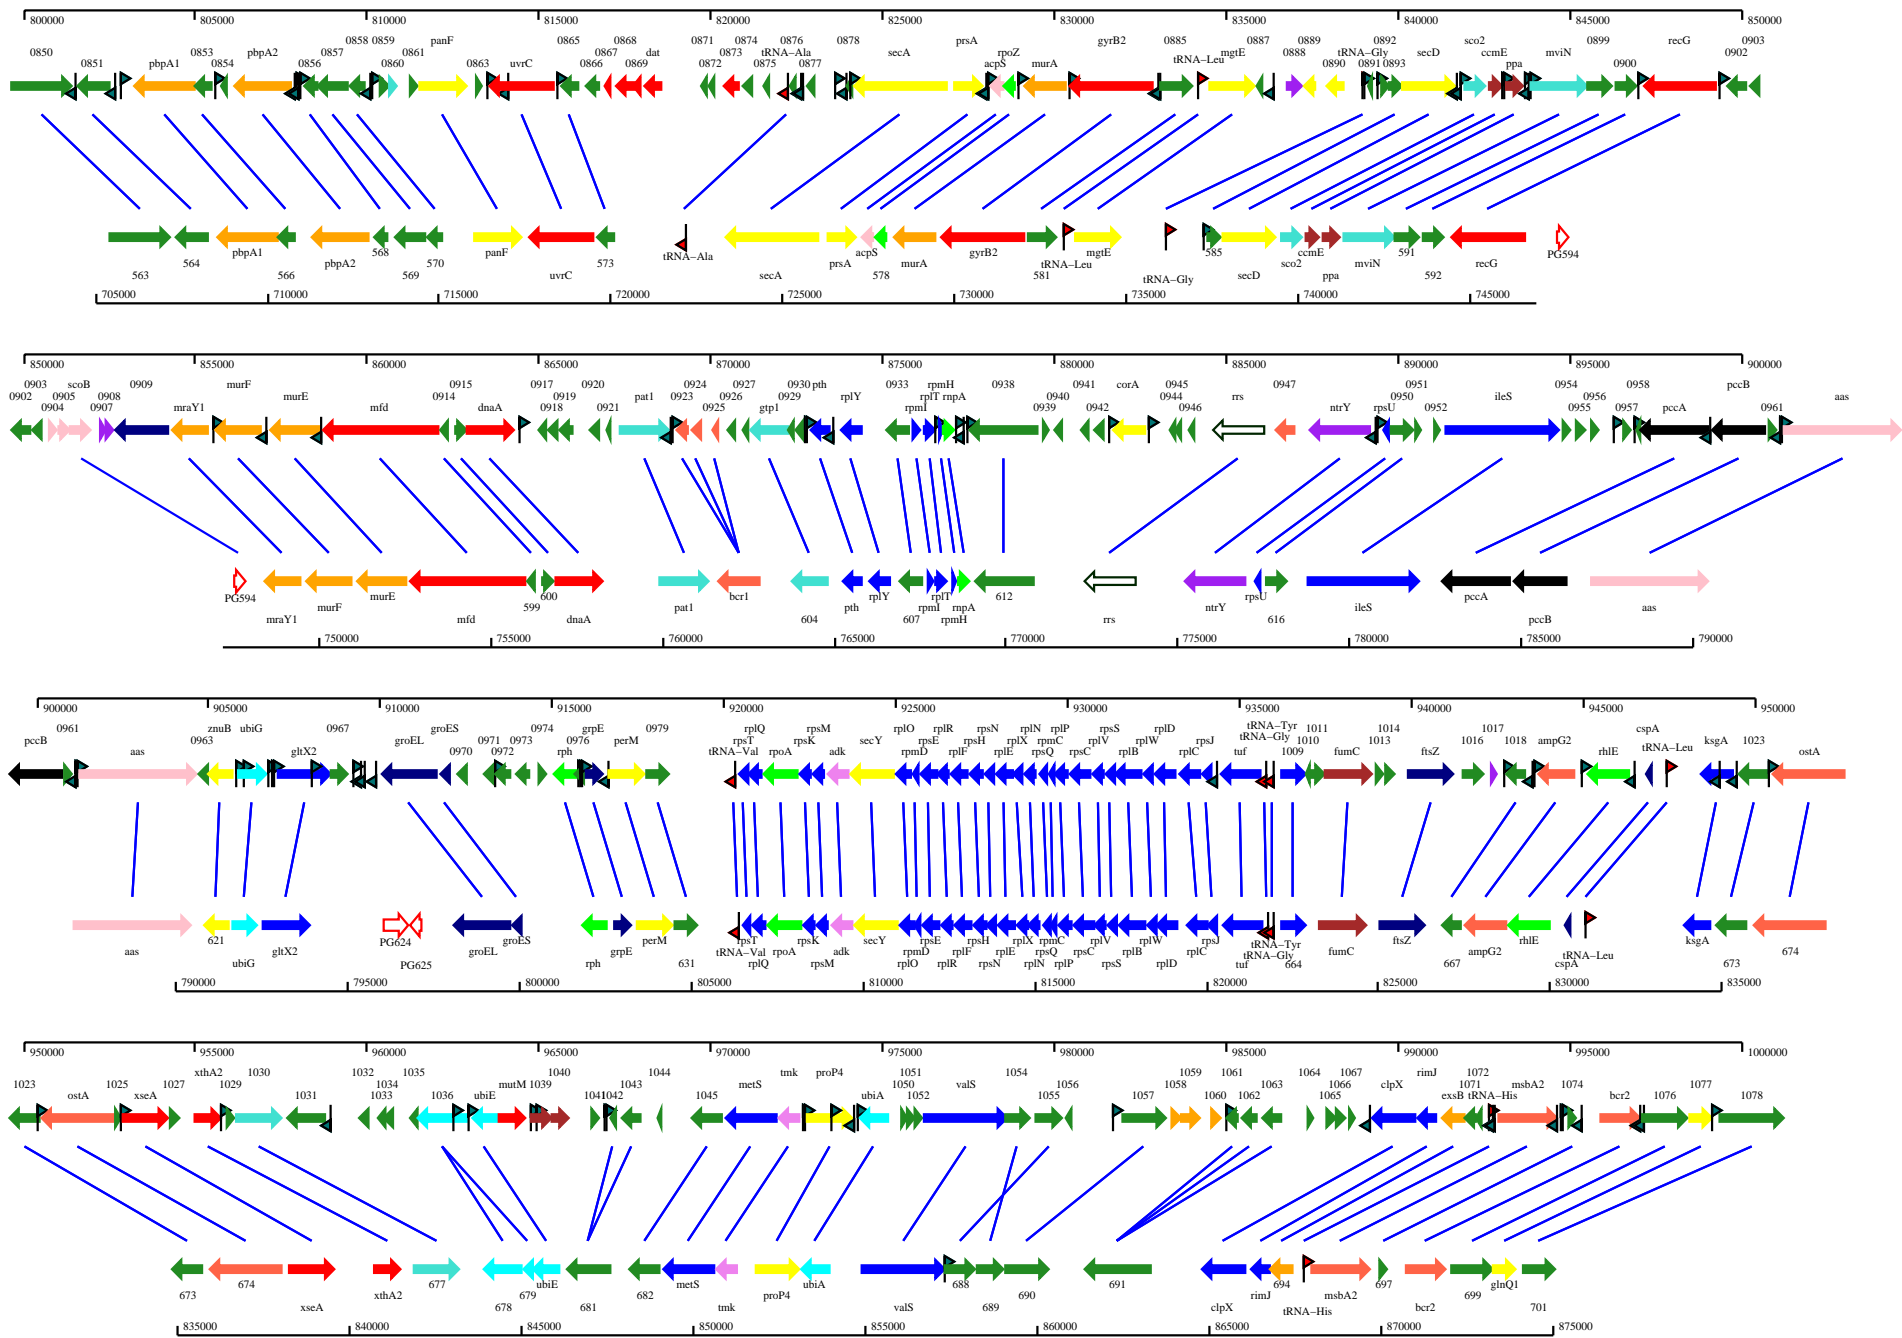 800000 805000 810000 815000 820000 825000 830000 835000 840000 845000 850000
0858 0859 0865 0868 0871 0874 0876 0878 prsA gyrB2 0885 0887 0889 0892 sco2 mviN 0899 recG 0903
0850 0853 pbpA2 0857 0861 panF uvrC 0867 dat 0873 tRNA−Ala secA rpoZ mgtE tRNA−Gly secD ccmE 0902
0851 pbpA1 0854 0856 0860 0863 0866 0869 0872 0875 0877 acpS murA tRNA−Leu 0888 0890 0891 0893 ppa 0900
563 564 pbpA1 566 pbpA2 568 569 570 panF uvrC 573 tRNA−Ala secA prsA acpS 578 murA gyrB2 581 tRNA−Leu mgtE tRNA−Gly 585 secD sco2 ccmE ppa mviN 591 592 recG PG594
705000 710000 715000 720000 725000 730000 735000 740000 745000
850000 855000 860000 865000 870000 875000 880000 885000 890000 895000 900000
0903 scoB 0909 murF murE 0915 0917 0920 pat1 0924 0927 0930 pth 0933 rpmH 0938 0941 corA 0945 rrs 0947 0951 ileS 0954 0958 pccB aas
0902 0905 0908 0919 0923 0926 0929 rplY rplT rnpA 0940 0944 ntrY 0950 0956
0904 0907 mraY1 mfd 0914 dnaA 0918 0921 0925 gtp1 rpmI 0939 0942 0946 rpsU 0952 0955 0957 pccA 0961
PG594 mraY1 murF murE mfd 599 600 dnaA pat1 bcr1 604 pth rplY 607 rpmI rplT rpmH rnpA 612 rrs ntrY rpsU 616 ileS pccA pccB aas
750000 755000 760000 765000 770000 775000 780000 785000 790000
900000 905000 910000 915000 920000 925000 930000 935000 940000 945000 950000
0961 znuB ubiG 0967 groES 0974 grpE 0979 rplQ rpsM rplO rplR rpsN rplN rplP rpsS rplD tRNA−Tyr 1011 1014 1017 cspA
pccB aas 0963 gltX2 groEL 0970 0971 0972 0973 rph 0976 perM tRNA−Val rpsT rpoA rpsK adk secY rpmD rpsE rplF rpsH rplE rplX rpsQ rpmC rpsC rplV rplB rplW rplC rpsJ tuf tRNA−Gly 1009 1010 fumC 1013 ftsZ 1016 1018 ampG2 rhlE tRNA−Leu ksgA 1023 ostA
aas 621 ubiG gltX2 PG624 PG625 groEL groES rph grpE perM 631 tRNA−Val rpsT rplQ rpoA rpsK rpsM adk secY rplO rpmD rpsE rplR rplF rpsH rpsN rplE rplX rplN rpsQ rpmC rplP rpsC rplV rpsS rplB rplW rplD rplC rpsJ tuf tRNA−Tyr tRNA−Gly 664 fumC ftsZ 667 ampG2 rhlE cspA tRNA−Leu ksgA 673 674
790000 795000 800000 805000 810000 815000 820000 825000 830000 835000
950000 955000 960000 965000 970000 975000 980000 985000 990000 995000 1000000
xthA2 1030 1032 1035 1040 1044 tmk proP4 1051 1054 1059 1061 1064 1067 rimJ 1072
1023 1025 xseA 1027 1029 1034 mutM 1039 1043 metS 1050 valS 1056 1058 1063 1066 clpX msbA2 1074 1077
ostA 1031 1033 1036 ubiE 1041 1042 1045 ubiA 1052 1055 1057 1060 1062 1065 exsB 1071 tRNA−His bcr2 1076 1078
673 674 xseA xthA2 677 678 679 ubiE 681 682 metS tmk proP4 ubiA valS 688 689 690 691 clpX rimJ 694 tRNA−His msbA2 697 bcr2 699 glnQ1 701
835000 840000 845000 850000 855000 860000 865000 870000 875000